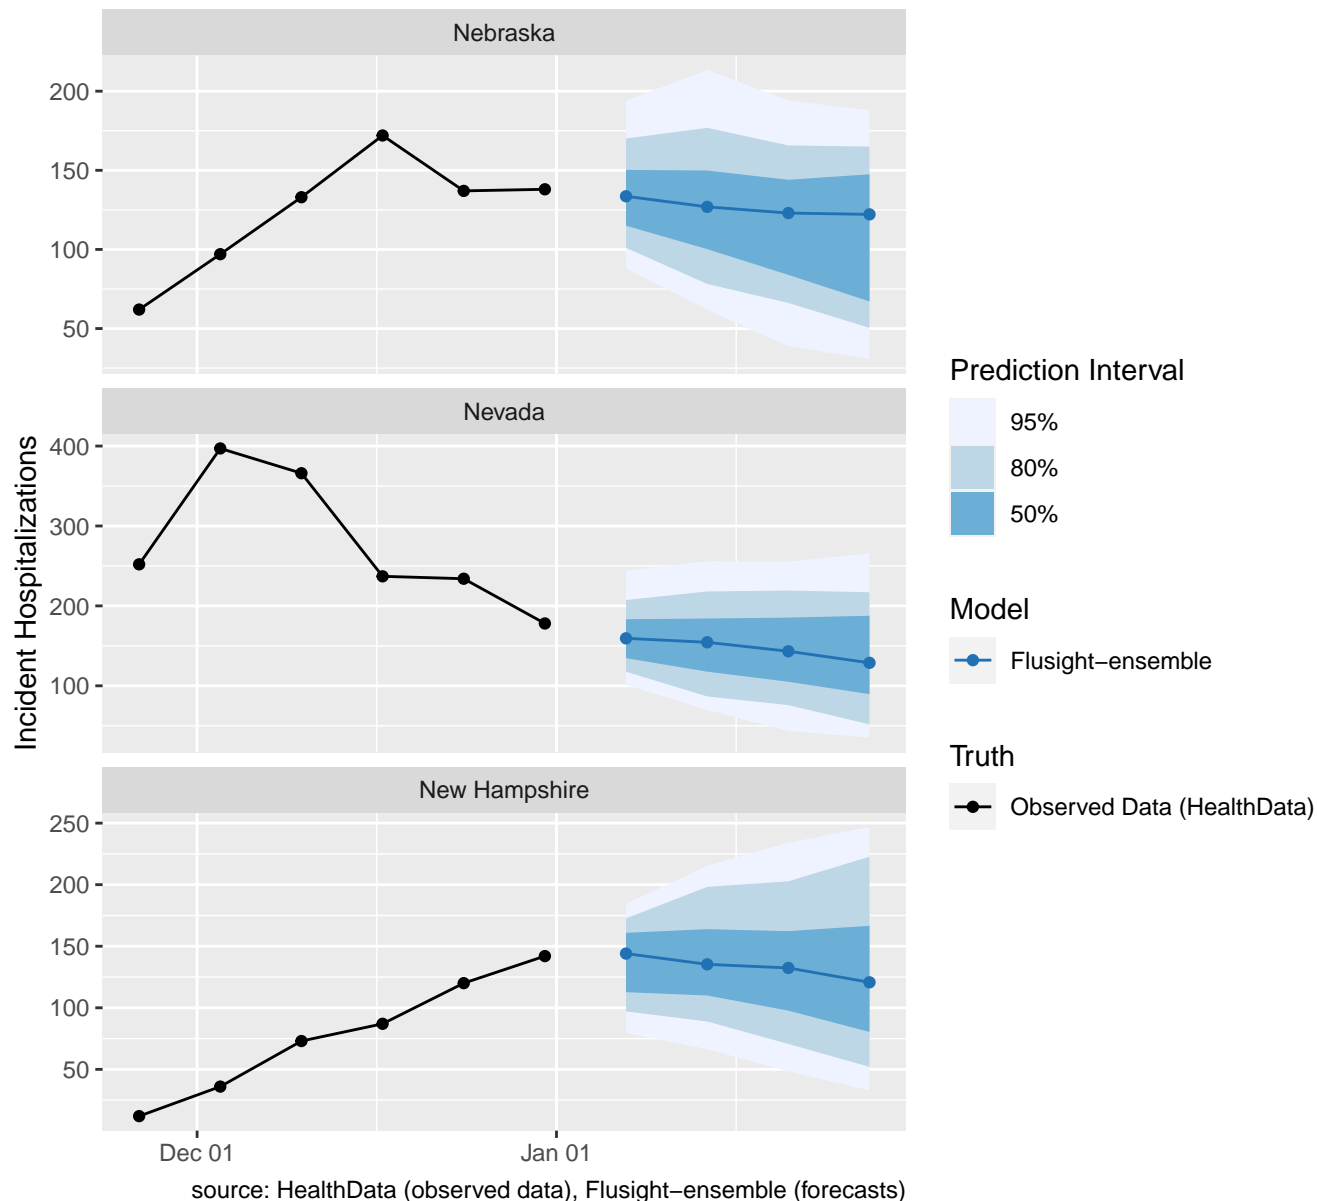 Nebraska
200
150
100
50
Nevada
400
300
200
100
New Hampshire
250
200
150
100
50
Dec 01
Jan 01
Incident Hospitalizations
source: HealthData (observed data), Flusight−ensemble (forecasts)
Prediction Interval
95%
80%
50%
Model
Flusight−ensemble
Truth
Observed Data (HealthData)